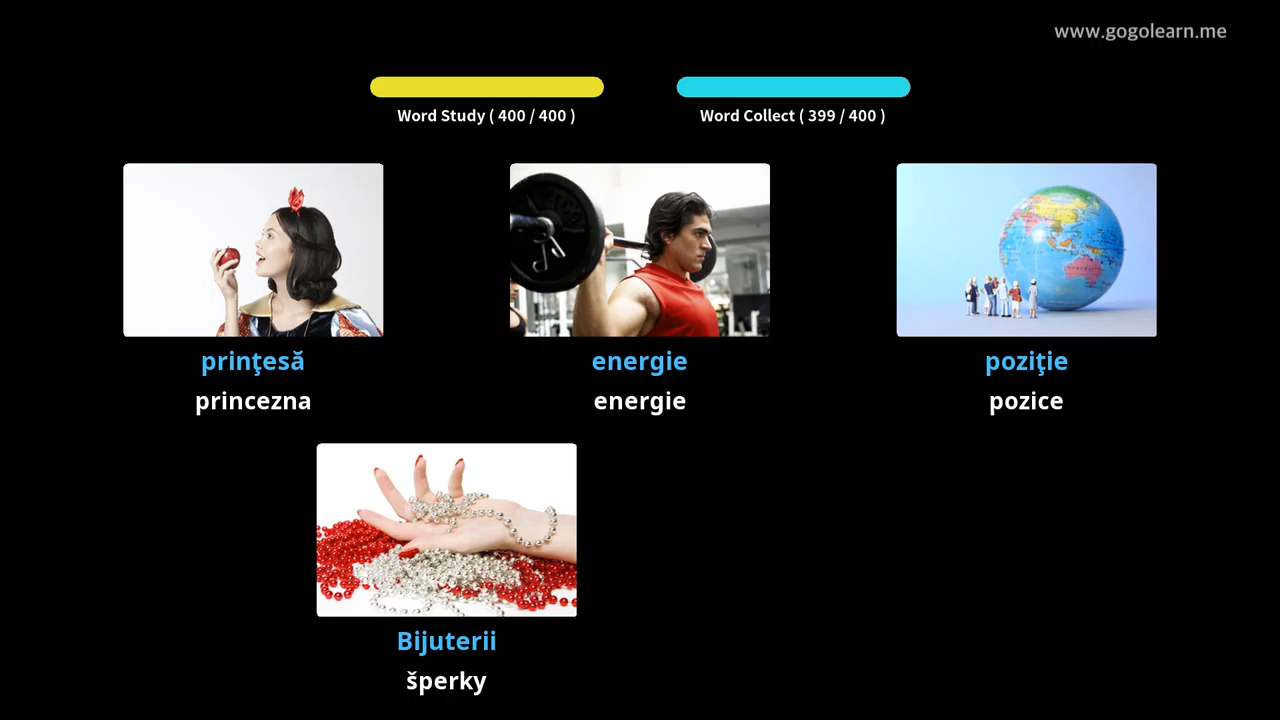 www.gogolearn.me
Word Study ( 400 / 400 )
Word Collect ( 399 / 400 )
prinţesă
energie
poziţie
princezna
energie
pozice
Bijuterii
šperky